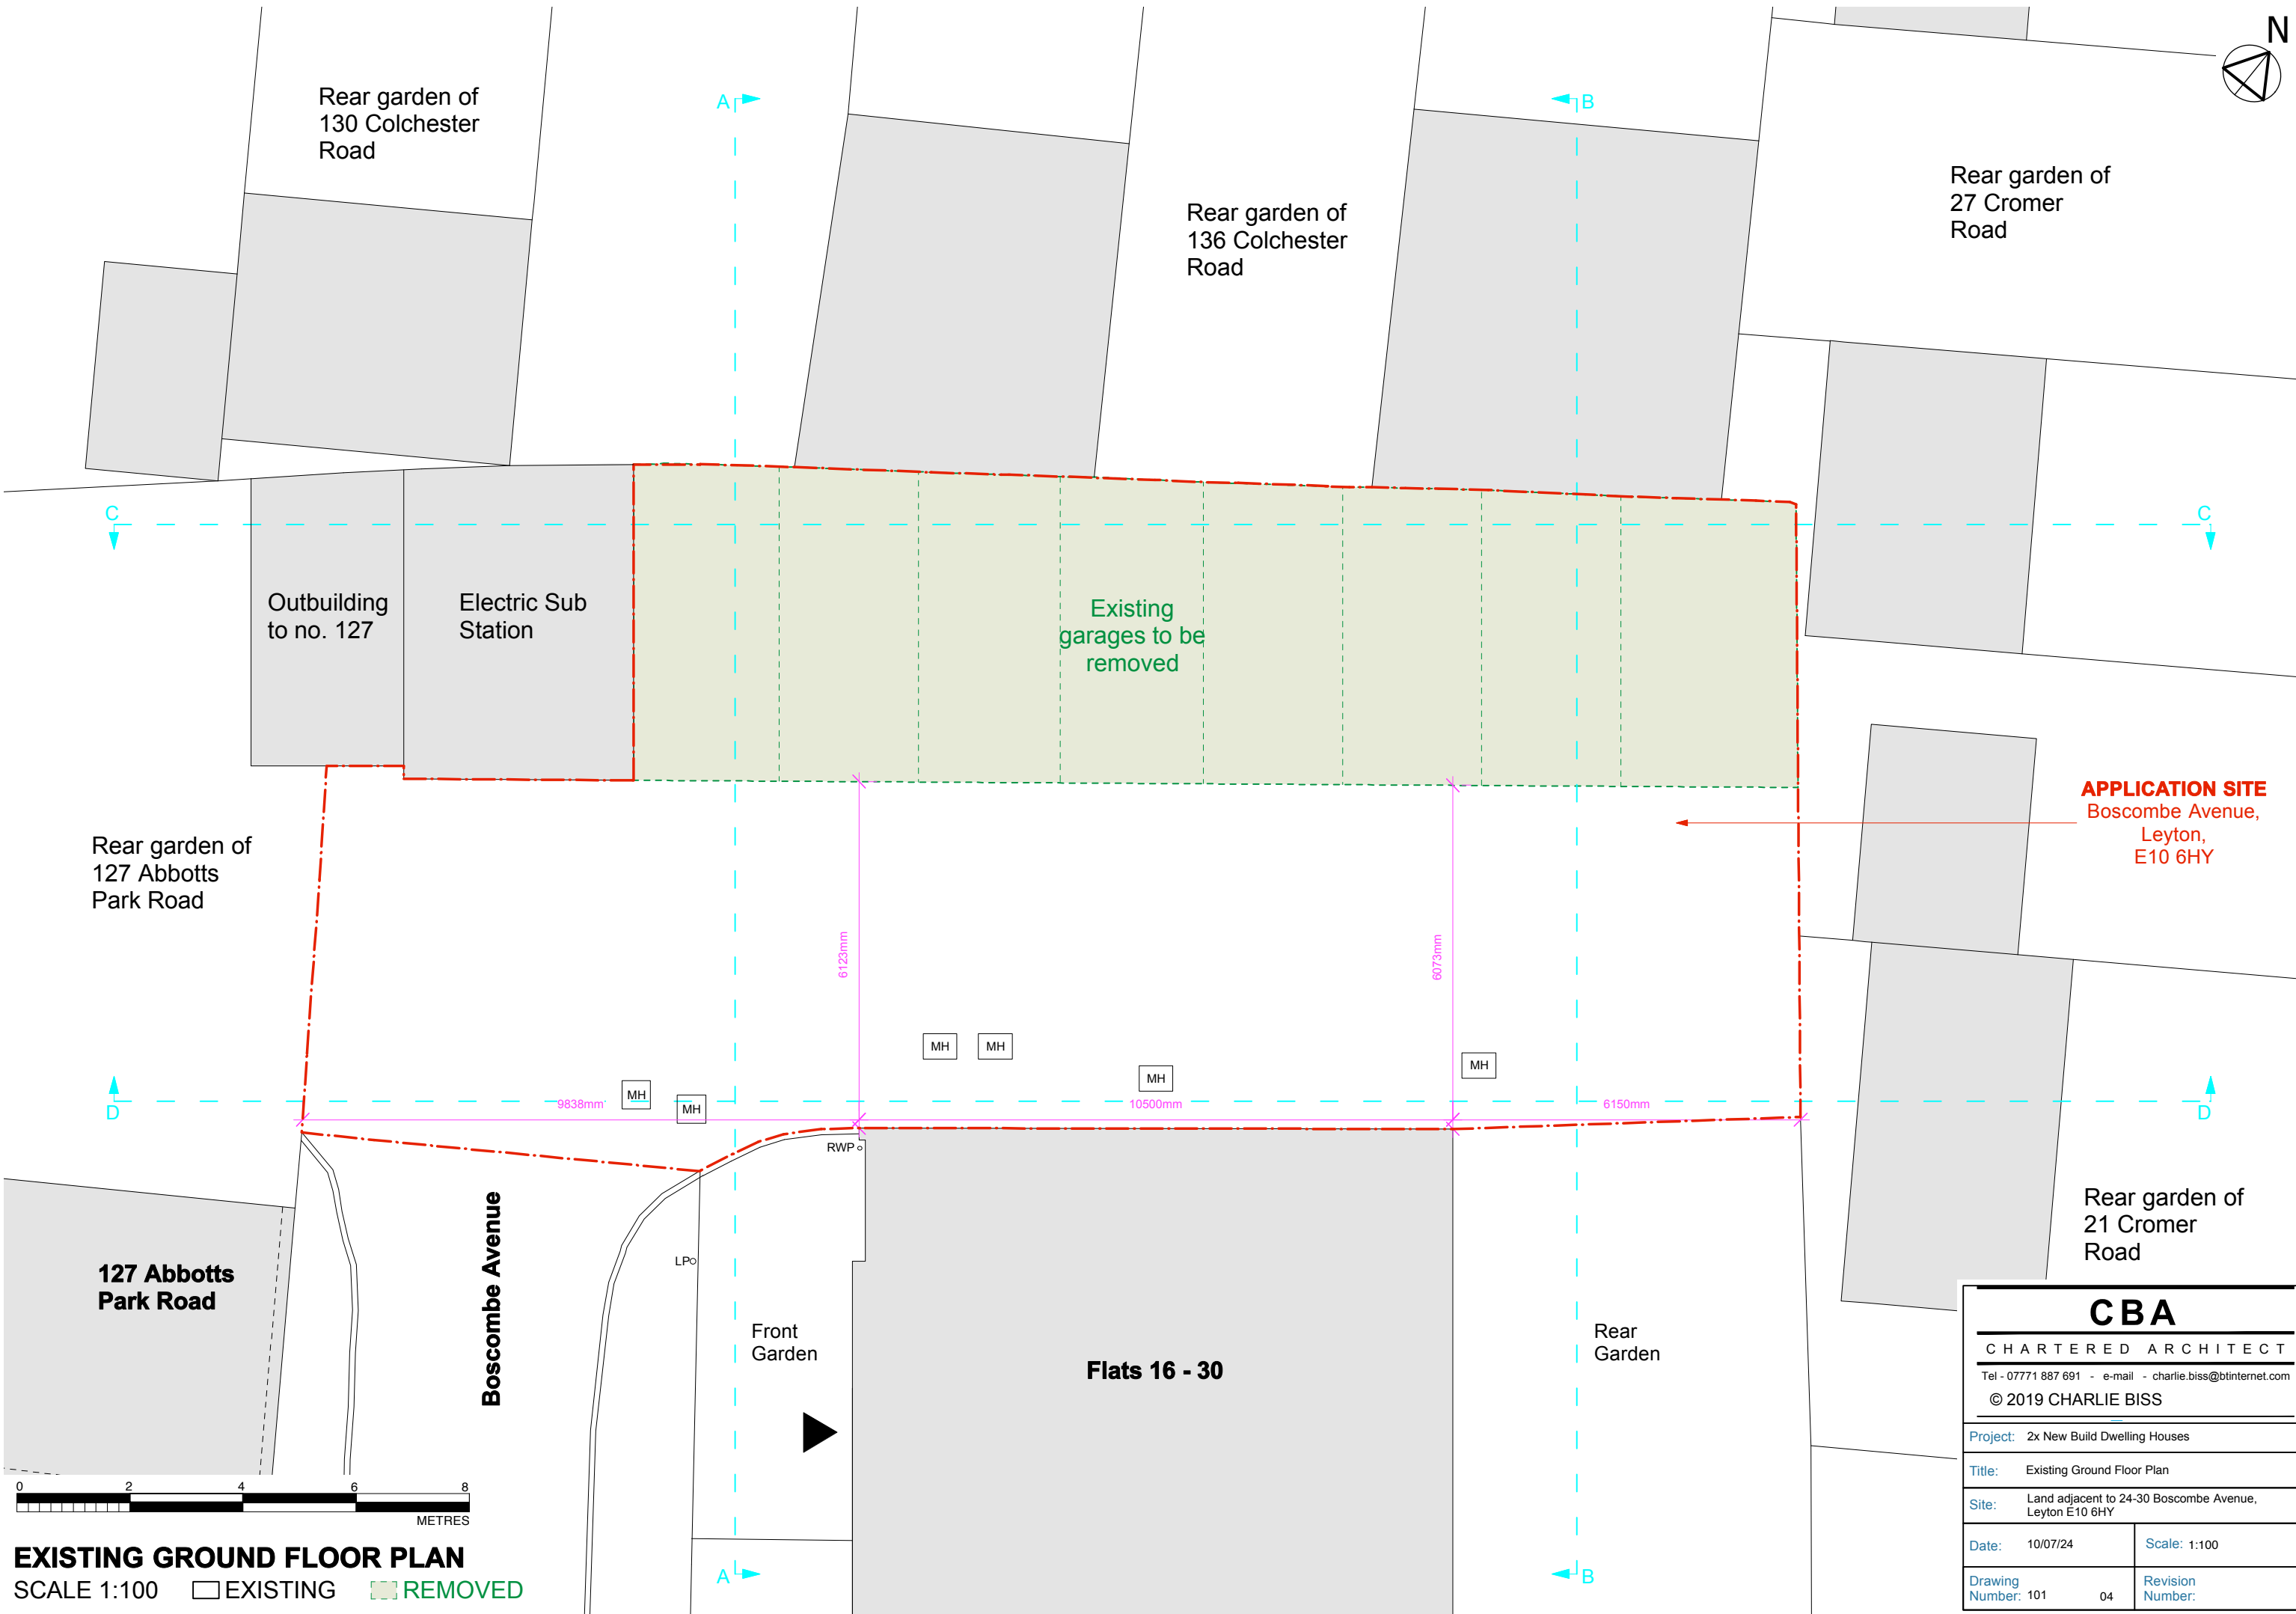 N
Rear garden of
130 Colchester
Road
A
B
Rear garden of
27 Cromer
Road
Rear garden of
136 Colchester
Road
C
C
Outbuilding
to no. 127
Electric Sub
Station
Existing
garages to be
removed
APPLICATION SITE
Boscombe Avenue,
Leyton,
E10 6HY
Rear garden of
127 Abbotts
Park Road
6123mm
6073mm
MH
MH
MH
MH
MH
MH
9838mm
10500mm
6150mm
D
D
RWP
LP
Rear garden of
21 Cromer
Road
127 Abbotts
Park Road
Boscombe Avenue
Front
Garden
Flats 16 - 30
Rear
Garden
A
B
0 2 4 6 8
METRES
EXISTING GROUND FLOOR PLAN
SCALE 1:100 EXISTING REMOVED
CBA
CHARTERED ARCHITECT
Tel - 07771 887 691 - e-mail - charlie.biss@btinternet.com
© 2019 CHARLIE BISS
Project: 2x New Build Dwelling Houses
Title: Existing Ground Floor Plan
Site: Land adjacent to 24-30 Boscombe Avenue,
Leyton E10 6HY
Date: 10/07/24 Scale: 1:100
Drawing
Number: 101 04
Revision
Number: